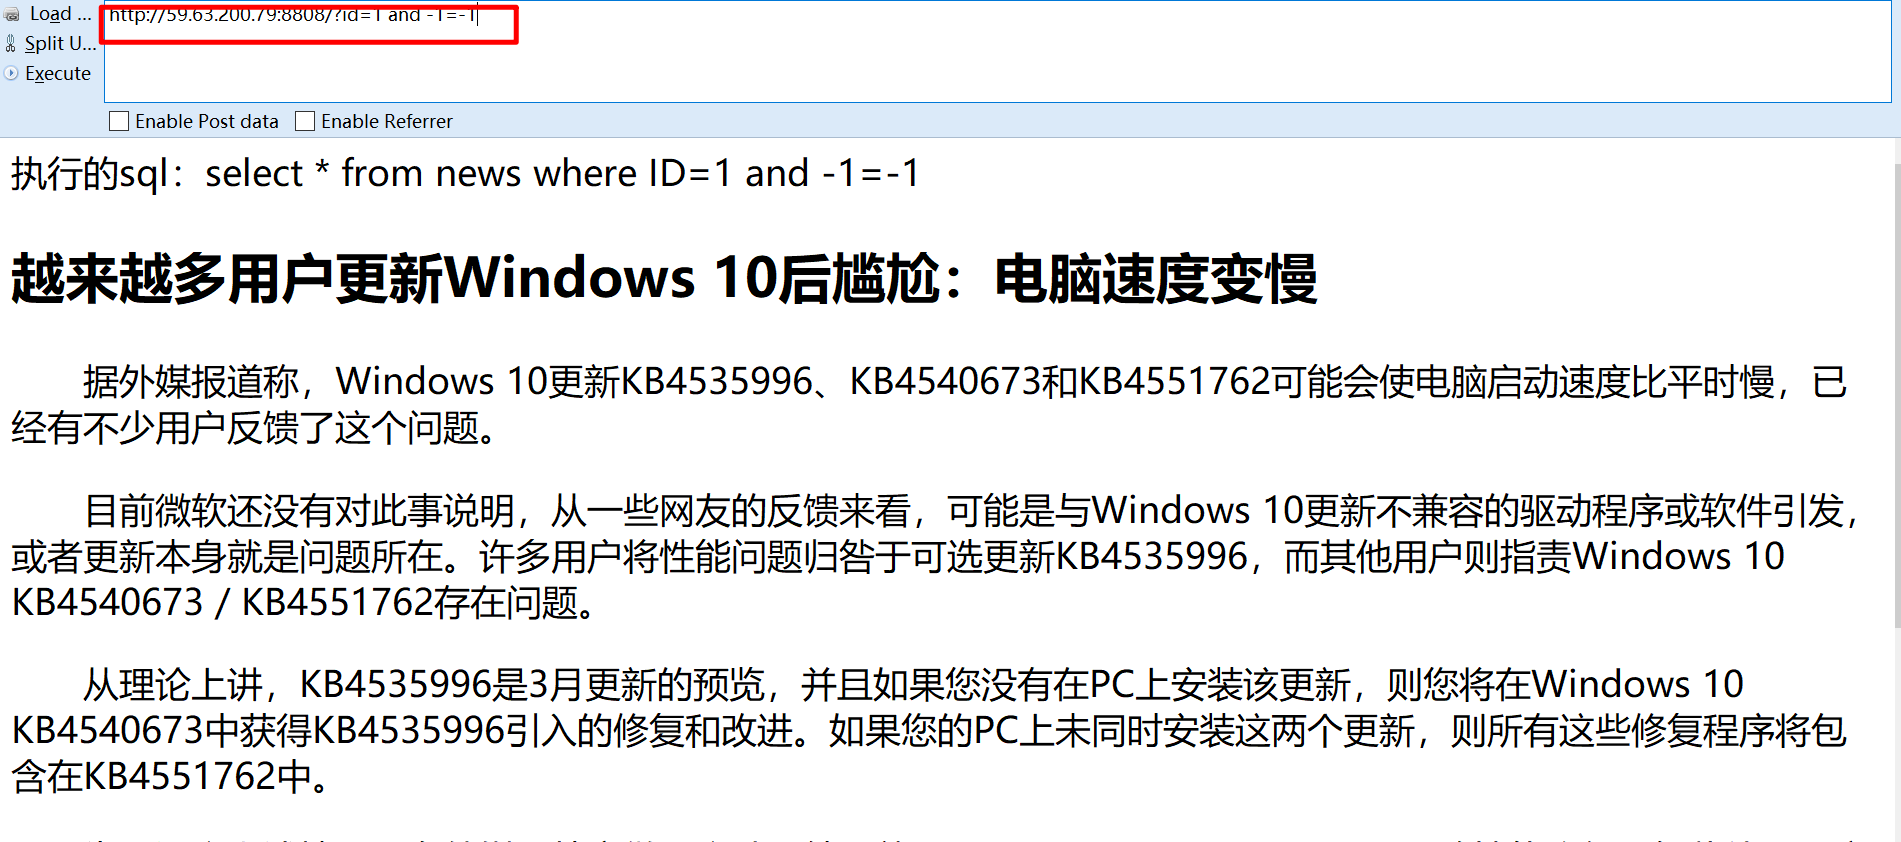 Load ...
http://59.63.200.79:8808/?id=1 and -1=-1
Split U...
Execute
Enable Post data
Enable Referrer
执行的sql：select * from news where ID=1 and -1=-1
越来越多用户更新Windows 10后尴尬：电脑速度变慢
据外媒报道称，Windows 10更新KB4535996、KB4540673和KB4551762可能会使电脑启动速度比平时慢，已
经有不少用户反馈了这个问题。
目前微软还没有对此事说明，从一些网友的反馈来看，可能是与Windows 10更新不兼容的驱动程序或软件引发，
或者更新本身就是问题所在。许多用户将性能问题归咎于可选更新KB4535996，而其他用户则指责Windows 10
KB4540673 / KB4551762存在问题。
从理论上讲，KB4535996是3月更新的预览，并且如果您没有在PC上安装该更新，则您将在Windows 10
KB4540673中获得KB4535996引入的修复和改进。如果您的PC上未同时安装这两个更新，则所有这些修复程序将包
含在KB4551762中。